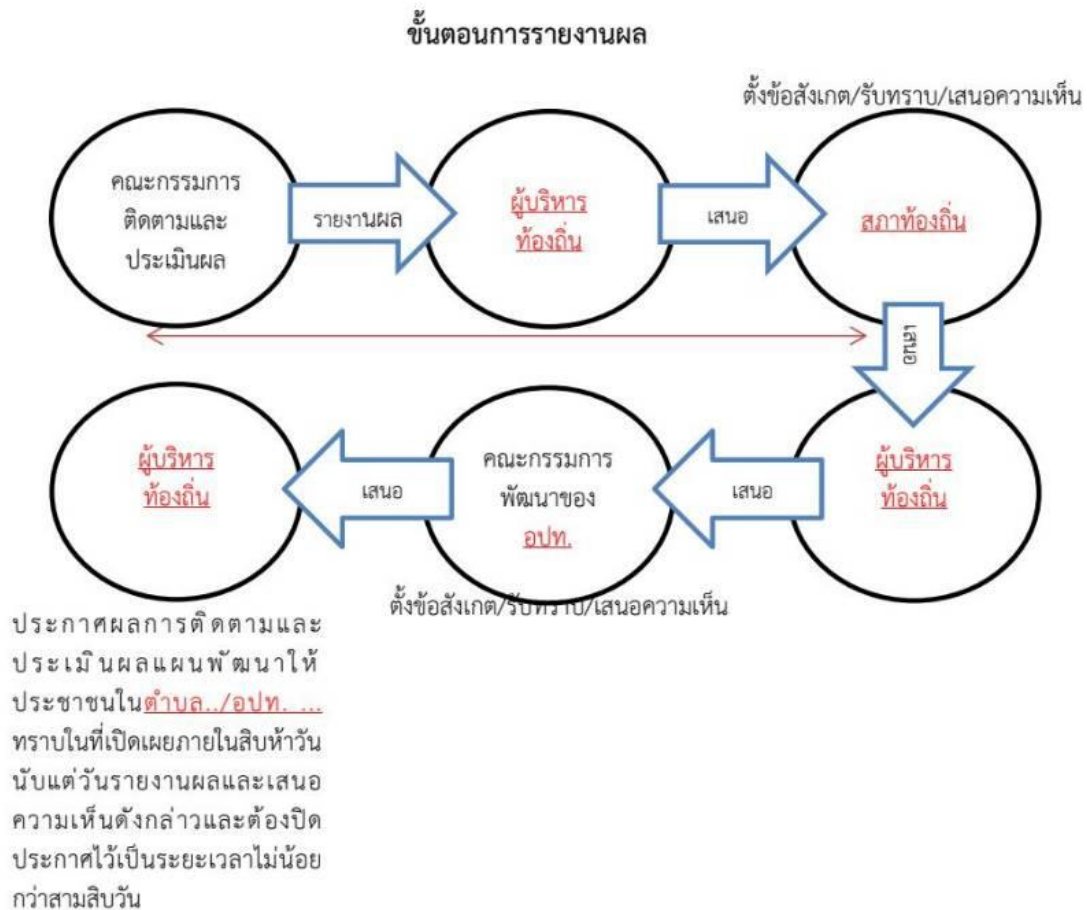 ขั้นตอนการรายงานผล
ตั้งข้อสังเกต/รับทราบ/เสนอความเห็น
คณะกรรมการ
ติดตามและ
ประเมินผล
รายงานผล
ผู้บริหาร
ท้องถิ่น
เสนอ
สภาท้องถิ่น
เสนอ
ผู้บริหาร
ท้องถิ่น
เสนอ
คณะกรรมการ
พัฒนาของ
อปท.
ตั้งข้อสังเกต/รับทราบ/เสนอความเห็น
เสนอ
ผู้บริหาร
ท้องถิ่น
ประกาศผลการติดตามและ
ประเมินผลแผนพัฒนาให้
ประชาชนในตำบล../อปท. ...
ทราบในที่เปิดเผยภายในสิบห้าวัน
นับแต่วันรายงานผลและเสนอ
ความเห็นดังกล่าวและต้องปิด
ประกาศไว้เป็นระยะเวลาไม่น้อย
กว่าสามสิบวัน